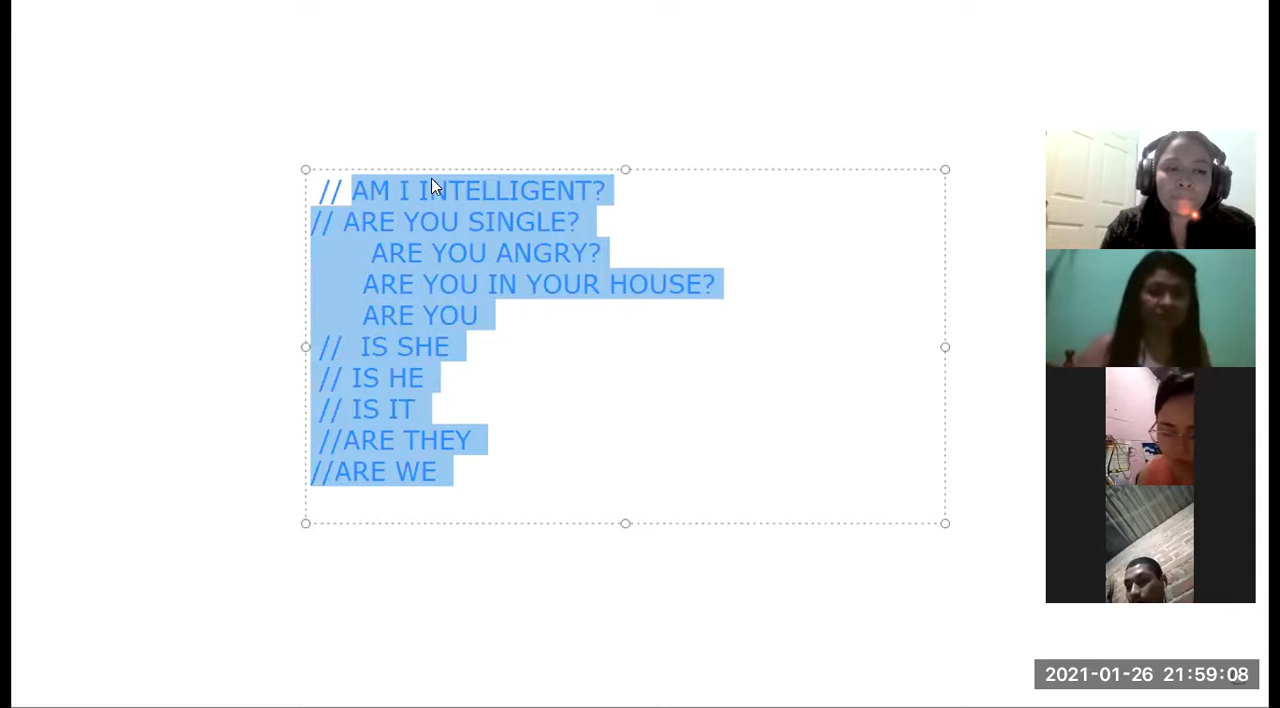 // AM I INTELLIGENT?
// ARE YOU SINGLE?
ARE YOU ANGRY?
ARE YOU IN YOUR HOUSE?
ARE YOU
// IS SHE
// IS HE
// IS IT
//ARE THEY
//ARE WE
2021-01-26 21:59:08